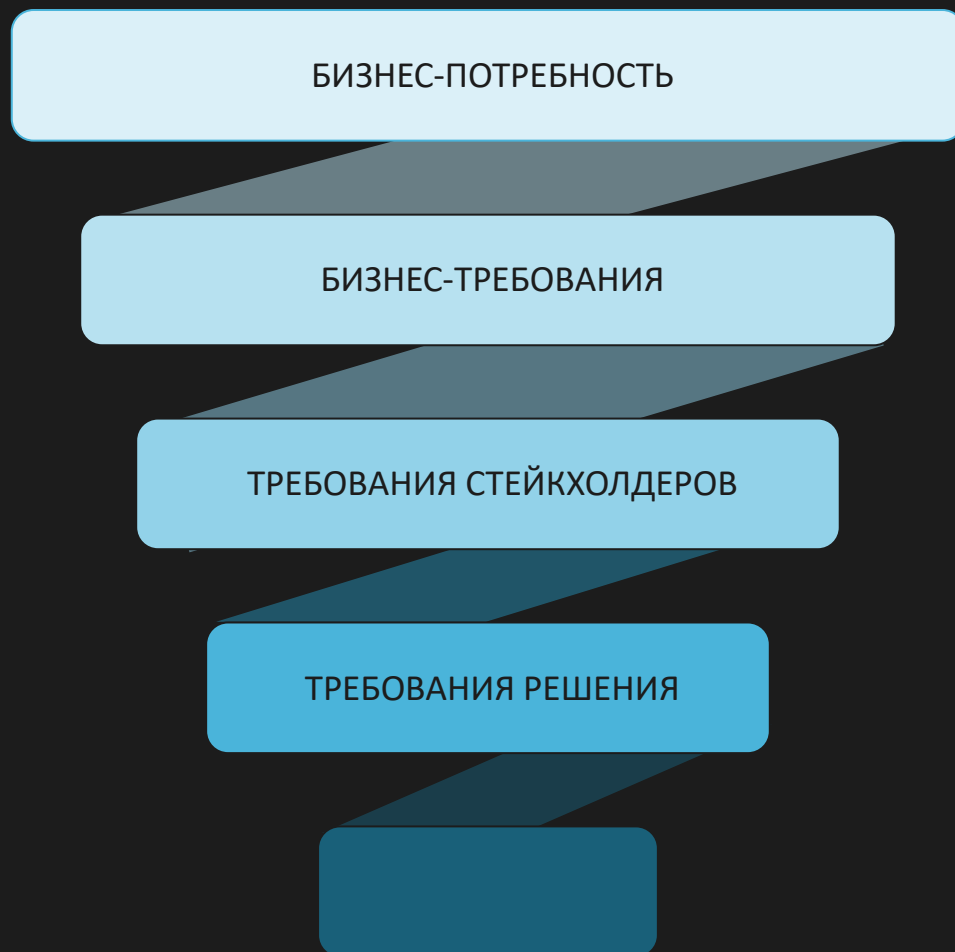 БИЗНЕС-ПОТРЕБНОСТЬ
БИЗНЕС-ТРЕБОВАНИЯ
ТРЕБОВАНИЯ СТЕЙКХОЛДЕРОВ
ТРЕБОВАНИЯ РЕШЕНИЯ